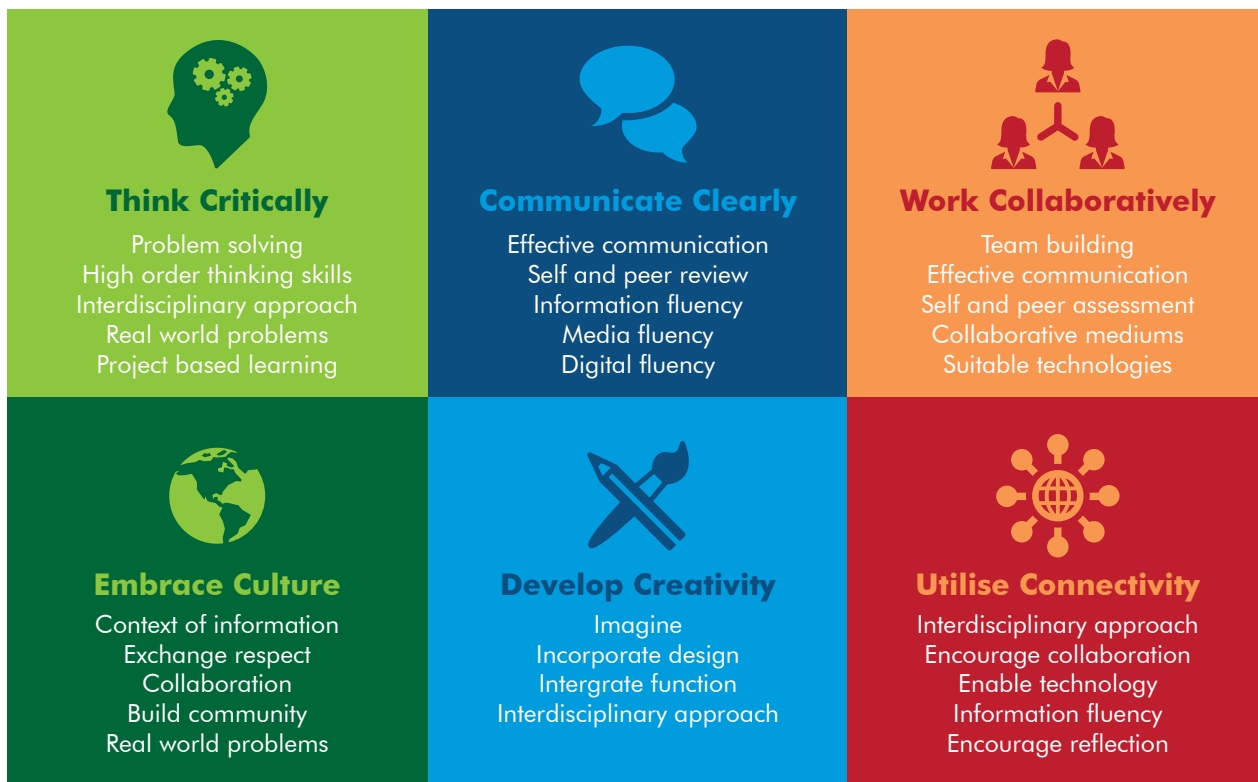 Think Critically
Problem solving
High order thinking skills
Interdisciplinary approach
Real world problems
Project based learning
Communicate Clearly
Effective communication
Self and peer review
Information fluency
Media fluency
Digital fluency
Work Collaboratively
Team building
Effective communication
Self and peer assessment
Collaborative mediums
Suitable technologies
Embrace Culture
Context of information
Exchange respect
Collaboration
Build community
Real world problems
Develop Creativity
Imagine
Incorporate design
Intergrate function
Interdisciplinary approach
Utilise Connectivity
Interdisciplinary approach
Encourage collaboration
Enable technology
Information fluency
Encourage reflection